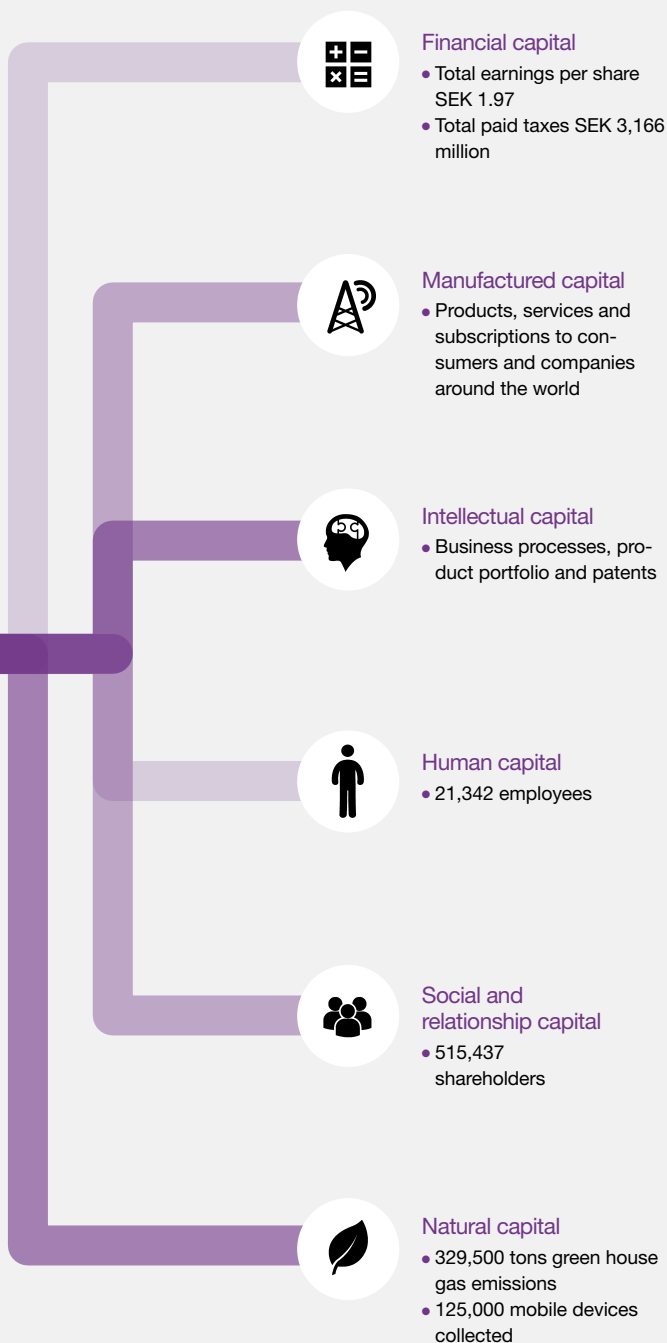 Financial capital
• Total earnings per share
SEK 1.97
• Total paid taxes SEK 3,166
million
Manufactured capital
• Products, services and
subscriptions to con-
sumers and companies
around the world
Intellectual capital
• Business processes, pro-
duct portfolio and patents
Human capital
• 21,342 employees
Social and
relationship capital
• 515,437
shareholders
Natural capital
• 329,500 tons green house
gas emissions
• 125,000 mobile devices
collected